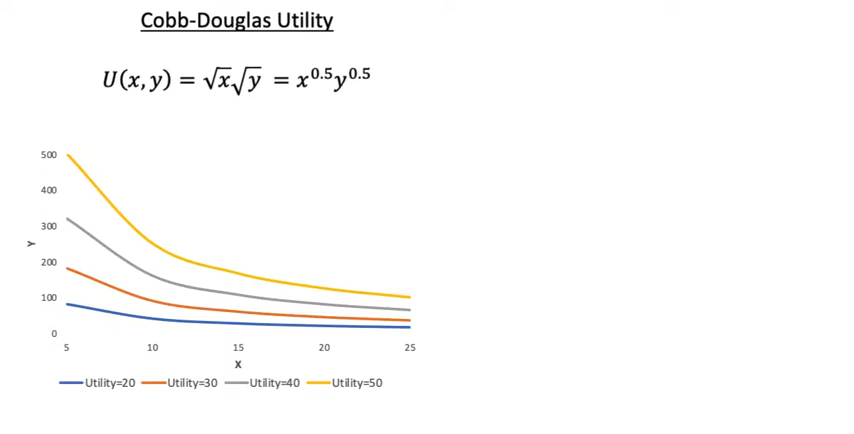 Cobb-Douglas Utility
U(x, y) = √x√y = x^0.5y^0.5
500
400
300
200
100
0
Y
5 10 15 20 25
X
Utility=20 Utility=30 Utility=40 Utility=50